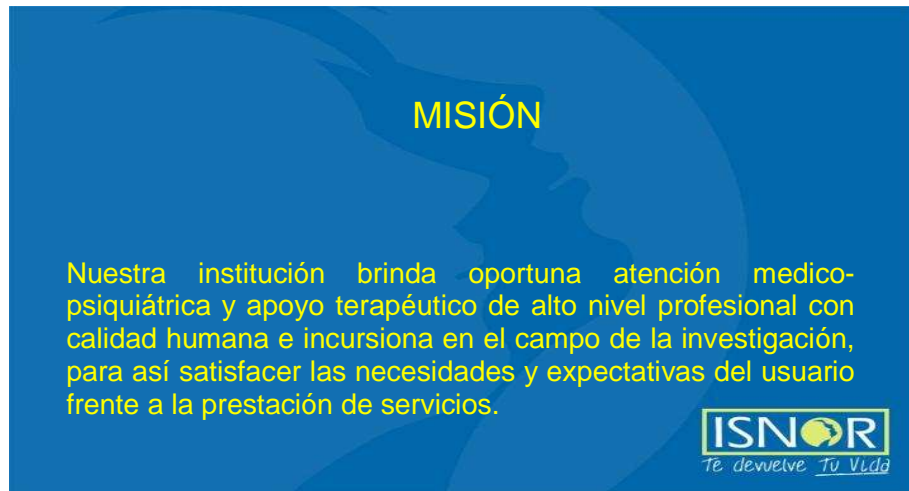 MISIÓN
Nuestra institución brinda oportuna atención medico-
psiquiátrica y apoyo terapéutico de alto nivel profesional con
calidad humana e incursiona en el campo de la investigación,
para así satisfacer las necesidades y expectativas del usuario
frente a la prestación de servicios.
ISNOR
Te devuelve Tu Vida